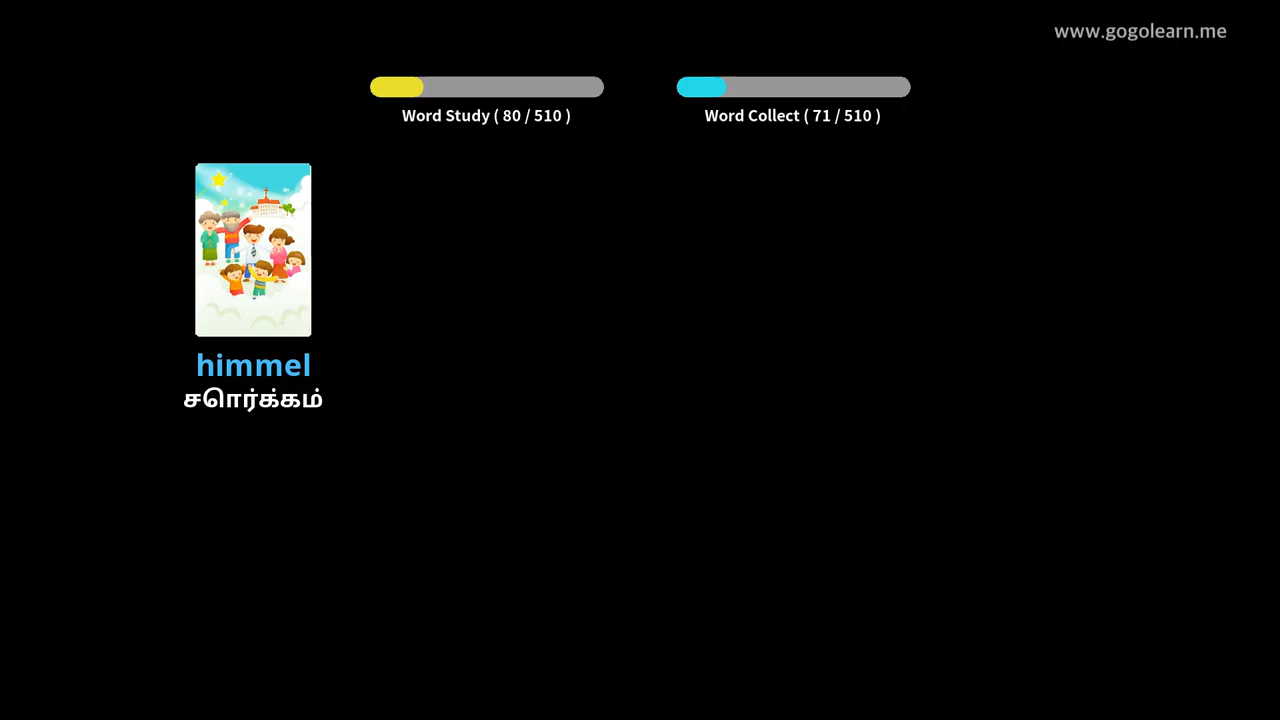 www.gogolearn.me
Word Study ( 80 / 510 )
Word Collect ( 71 / 510 )
himmel
சொர்க்கம்